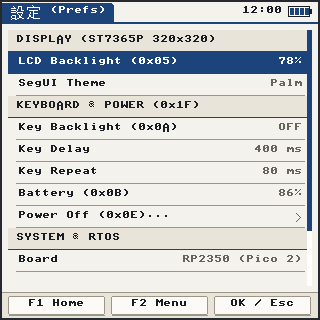 設定 (Prefs) 12:00
DISPLAY (ST7365P 320x320)
LCD Backlight (0x05) 78%
SegUI Theme Palm
KEYBOARD & POWER (0x1F)
Key Backlight (0x0A) OFF
Key Delay 400 ms
Key Repeat 80 ms
Battery (0x0B) 86%
Power Off (0x0E)...
SYSTEM & RTOS
Board RP2350 (Pico 2)
F1 Home F2 Menu OK / Esc